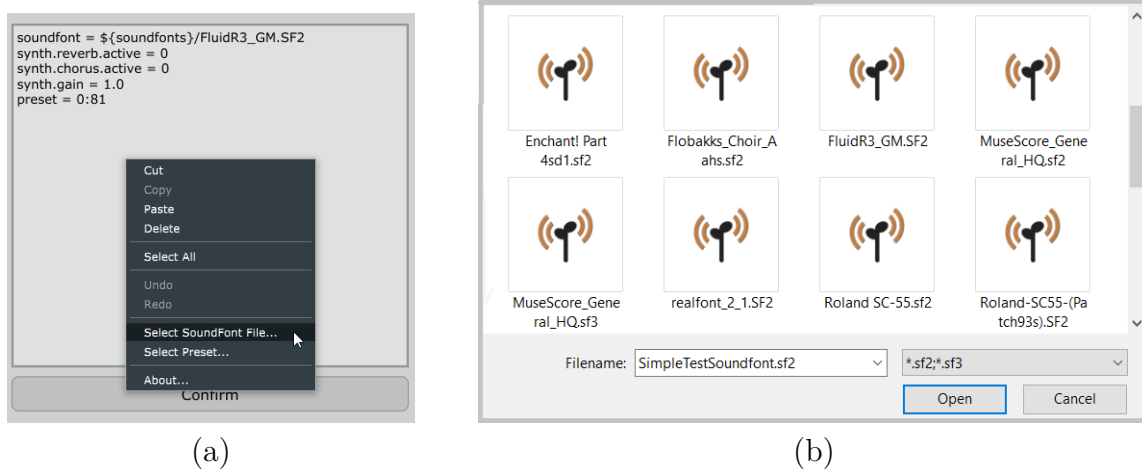 soundfont = ${soundfonts}/FluidR3_GM.SF2
synth.reverb.active = 0
synth.chorus.active = 0
synth.gain = 1.0
preset = 0:81
Cut
Copy
Paste
Delete
Select All
Undo
Redo
Select SoundFont File...
Select Preset...
About...
Confirm
(a)
Enchant! Part
4sd1.sf2
Flobakks_Choir_A
ahs.sf2
FluidR3_GM.SF2
MuseScore_Gene
ral_HQ.sf2
MuseScore_Gene
ral_HQ.sf3
realfont_2_1.SF2
Roland SC-55.sf2
Roland-SC55-(Pa
tch93s).SF2
Filename: SimpleTestSoundfont.sf2 *.sf2;*.sf3
Open Cancel
(b)